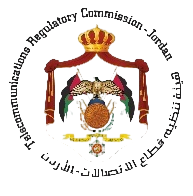 Telecommunications Regulatory Commission - Jordan
هيئة تنظيم قطاع الاتصالات - الأردن